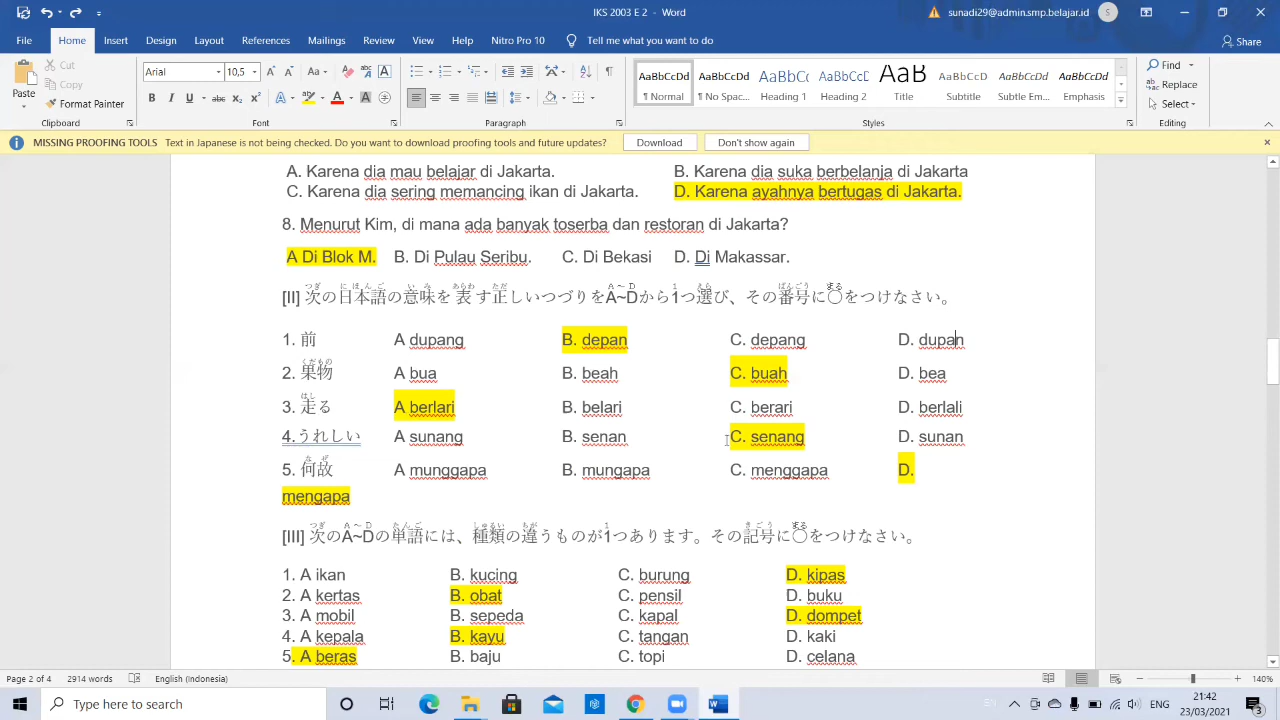 IKS 2003 E 2 - Word
sunadi29@admin.smp.belajar.id
File Home Insert Design Layout References Mailings Review View Nitro Pro 10 Tell me what you want to do Share
Paste Cut Copy Format Painter Clipboard
Arial 10,5 Font Paragraph
AaBbCcDd AaBbCcDd AaBbCc AaBbCcC AaB AaBbCcD AaBbCcDd AaBbCcDd
¶ Normal ¶ No Spac... Heading 1 Heading 2 Title Subtitle Subtle Em... Emphasis
Styles
Find Replace Select Editing
MISSING PROOFING TOOLS Text in Japanese is not being checked. Do you want to download proofing tools and future updates? Download Don't show again
A. Karena dia mau belajar di Jakarta. B. Karena dia suka berbelanja di Jakarta
C. Karena dia sering memancing ikan di Jakarta. D. Karena ayahnya bertugas di Jakarta.
8. Menurut Kim, di mana ada banyak toserba dan restoran di Jakarta?
A Di Blok M. B. Di Pulau Seribu. C. Di Bekasi D. Di Makassar.
[II] 次の日本語の意味を表す正しいつづりをA~Dから1つ選び、その番号に〇をつけなさい。
1. 前 A dupang B. depan C. depang D. dupan
2. 果物 A bua B. beah C. buah D. bea
3. 走る A berlari B. belari C. berari D. berlali
4.うれしい A sunang B. senan C. senang D. sunan
5. 何故 A munggapa B. mungapa C. menggapa D.
mengapa
[III] 次のA~Dの単語には、種類の違うものが1つあります。その記号に〇をつけなさい。
1. A ikan B. kucing C. burung D. kipas
2. A kertas B. obat C. pensil D. buku
3. A mobil B. sepeda C. kapal D. dompet
4. A kepala B. kayu C. tangan D. kaki
5. A beras B. baju C. topi D. celana
Page 2 of 4 2914 words English (Indonesia) 140%
Type here to search EN 21:42
23/03/2021 3